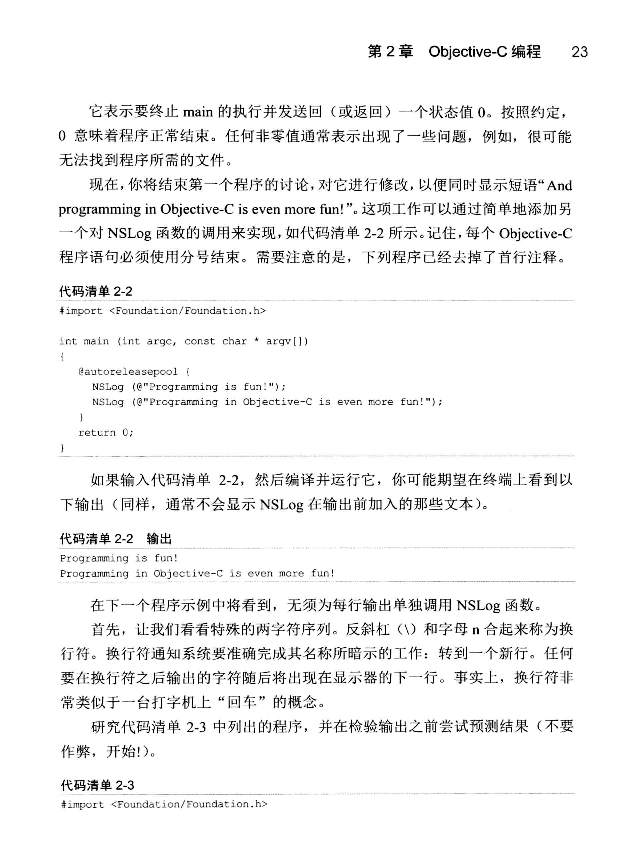 第 2 章 Objective-C 编程 23
它表示要终止 main 的执行并发送回（或返回）一个状态值 0。按照约定，
0 意味着程序正常结束。任何非零值通常表示出现了一些问题，例如，很可能
无法找到程序所需的文件。
现在，你将结束第一个程序的讨论，对它进行修改，以便同时显示短语“And
programming in Objective-C is even more fun!”。这项工作可以通过简单地添加另
一个对 NSLog 函数的调用来实现，如代码清单 2-2 所示。记住，每个 Objective-C
程序语句必须使用分号结束。需要注意的是，下列程序已经去掉了首行注释。
代码清单 2-2
#import <Foundation/Foundation.h>
int main (int argc, const char * argv[])
{
@autoreleasepool {
NSLog (@"Programming is fun!");
NSLog (@"Programming in Objective-C is even more fun!");
}
return 0;
}
如果输入代码清单 2-2，然后编译并运行它，你可能期望在终端上看到以
下输出（同样，通常不会显示 NSLog 在输出前加入的那些文本）。
代码清单 2-2 输出
Programming is fun!
Programming in Objective-C is even more fun!
在下一个程序示例中将看到，无须为每行输出单独调用 NSLog 函数。
首先，让我们看看特殊的两字符序列。反斜杠（\）和字母 n 合起来称为换
行符。换行符通知系统要准确完成其名称所暗示的工作：转到一个新行。任何
要在换行符之后输出的字符随后将出现在显示器的下一行。事实上，换行符非
常类似于一台打字机上“回车”的概念。
研究代码清单 2-3 中列出的程序，并在检验输出之前尝试预测结果（不要
作弊，开始!）。
代码清单 2-3
#import <Foundation/Foundation.h>